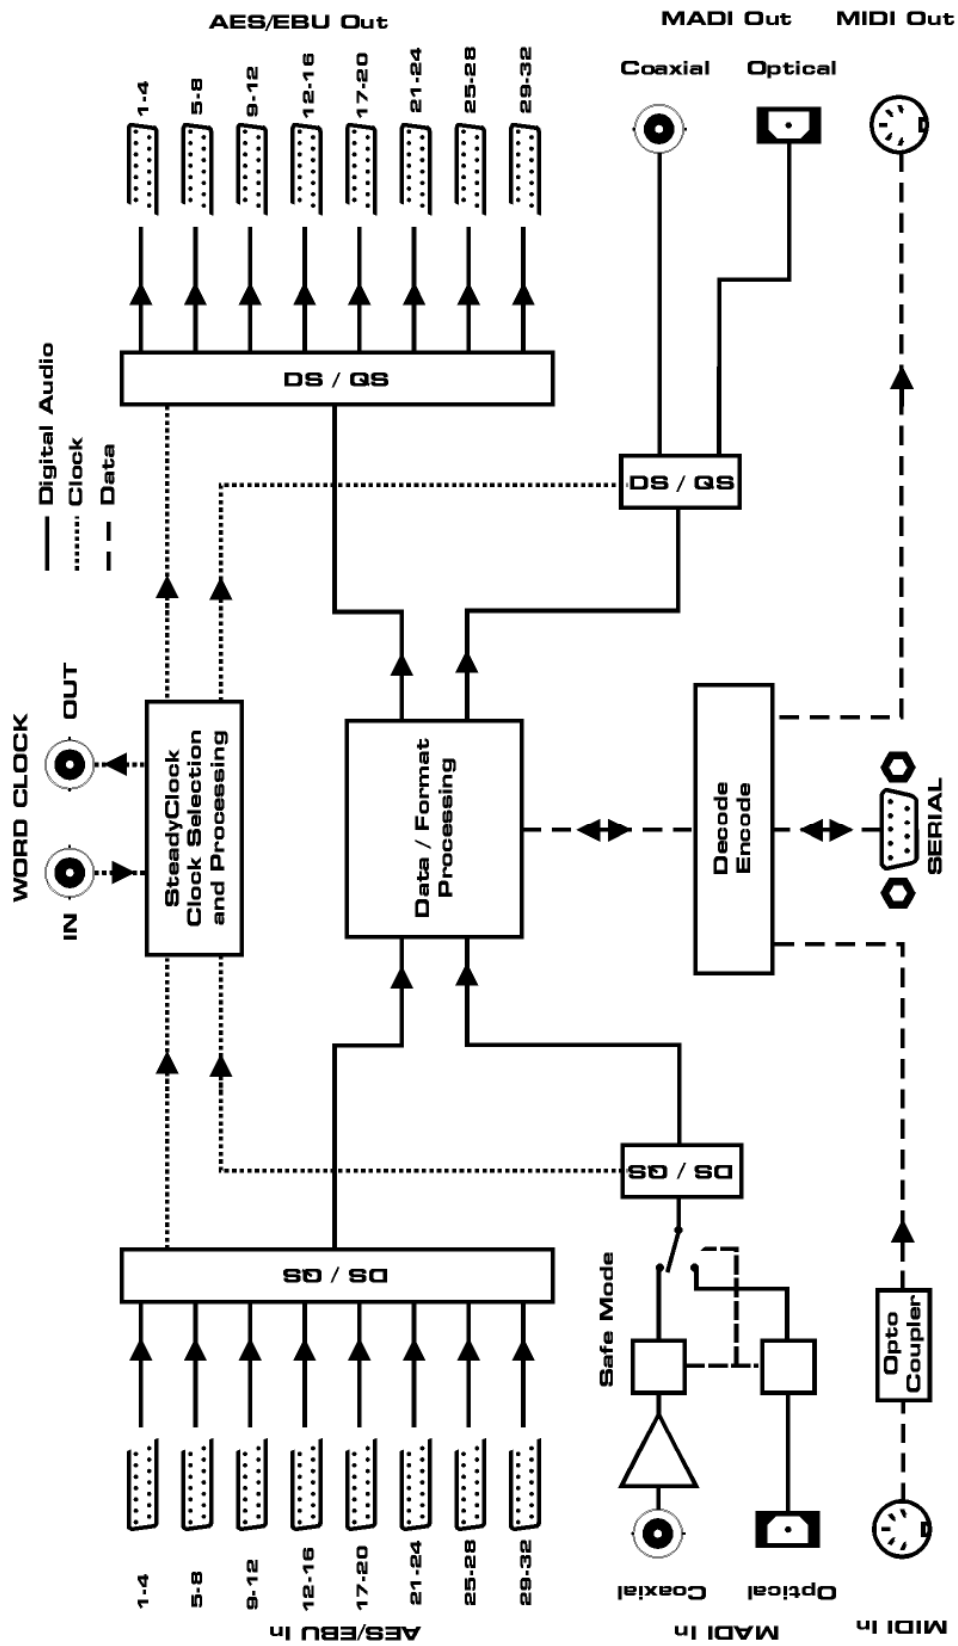 AES/EBU Out
MADI Out
MIDI Out
Coaxial
Optical
1-4
5-8
9-12
12-16
17-20
21-24
25-28
29-32
Digital Audio
Clock
Data
DS / QS
DS / QS
WORD CLOCK
IN
OUT
SteadyClock
Clock Selection
and Processing
Data / Format
Processing
Decode
Encode
SERIAL
DS / QS
DS / QS
Safe Mode
Opto
Coupler
1-4
5-8
9-12
12-16
17-20
21-24
25-28
29-32
Coaxial
Optical
AES/EBU In
MADI In
MIDI In